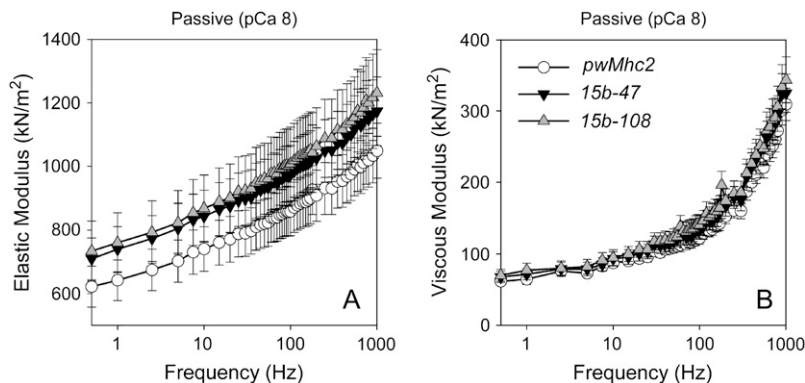 Passive (pCa 8)
Elastic Modulus (kN/m²)
1400
1200
1000
800
600
1
10
100
1000
Frequency (Hz)
A
Passive (pCa 8)
Viscous Modulus (kN/m²)
400
300
200
100
0
pwMhc2
15b-47
15b-108
1
10
100
1000
Frequency (Hz)
B